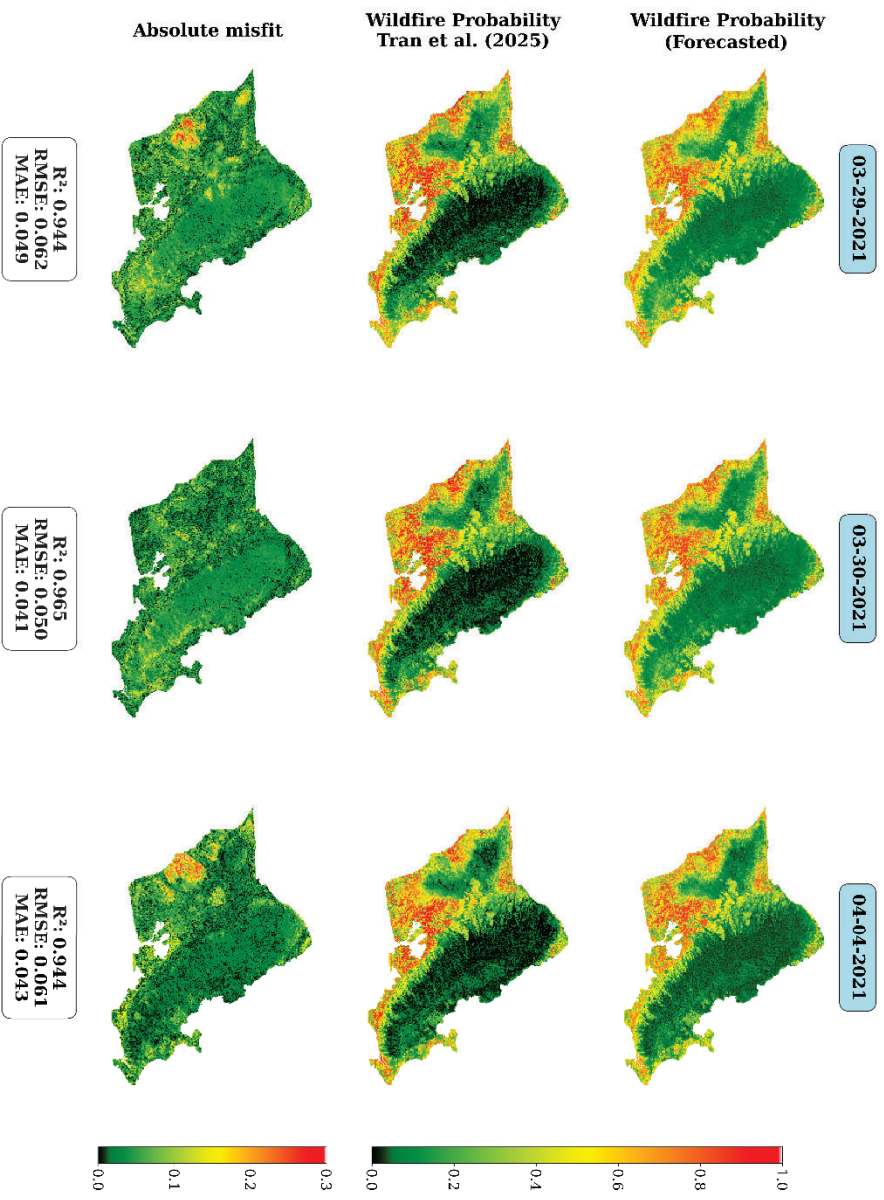 Absolute misfit
Wildfire Probability
Tran et al. (2025)
Wildfire Probability
(Forecasted)
03-29-2021
03-30-2021
04-04-2021
R²: 0.944
RMSE: 0.062
MAE: 0.049
R²: 0.965
RMSE: 0.050
MAE: 0.041
R²: 0.944
RMSE: 0.061
MAE: 0.043
0.0
0.1
0.2
0.3
0.0
0.2
0.4
0.6
0.8
1.0